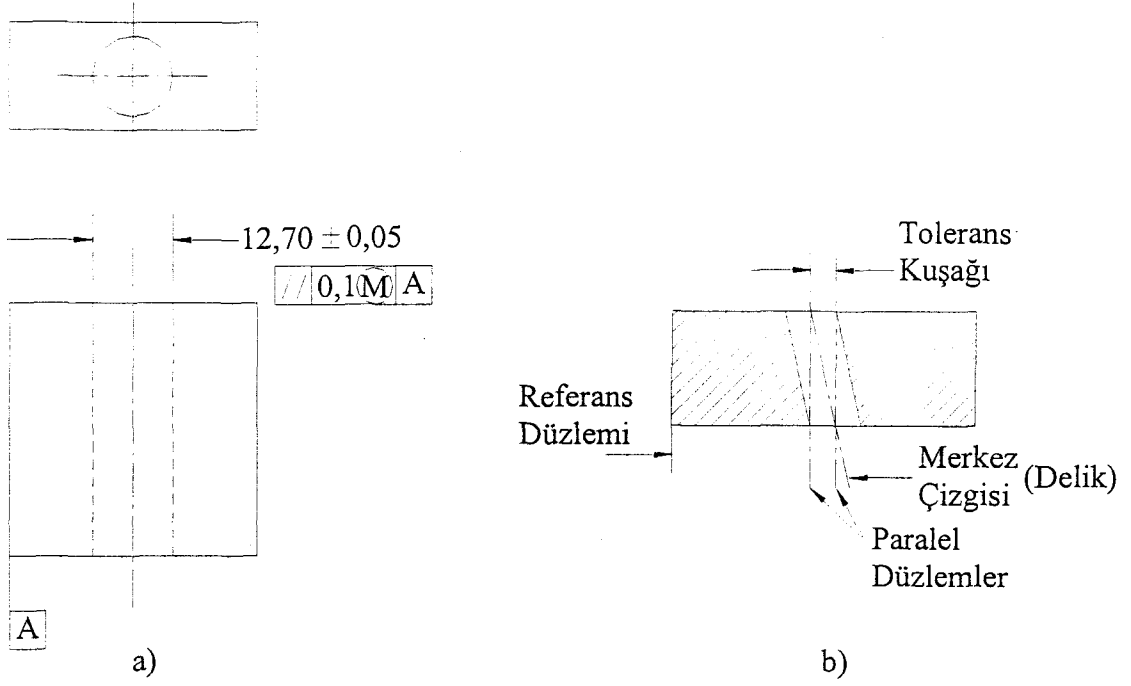 12,70 ± 0,05
// 0,1 Ⓜ A
A
a)
Tolerans
Kuşağı
Referans
Düzlemi
Merkez
Çizgisi (Delik)
Paralel
Düzlemler
b)